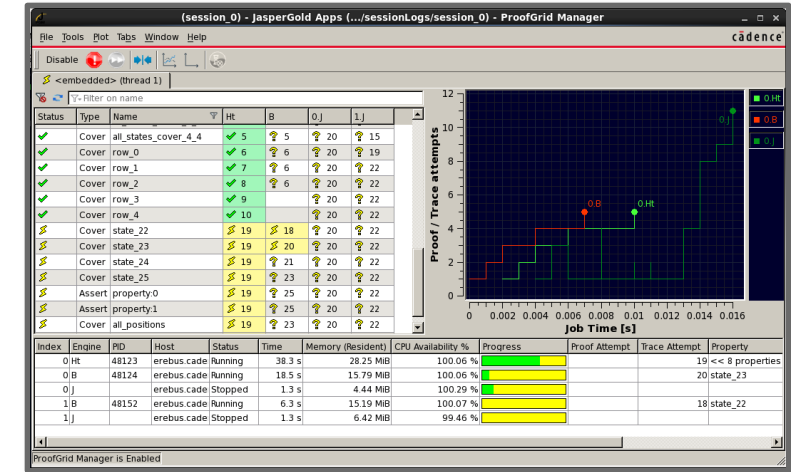 (session_0) - JasperGold Apps (.../sessionLogs/session_0) - ProofGrid Manager
File Tools Plot Tabs Window Help
cādence
Disable
<embedded> (thread 1)
Filter on name
Status Type Name Ht B 0.J 1.J
Cover all_states_cover_4_4 5 ? 5 ? 20 ? 15
Cover row_0 6 ? 6 ? 20 ? 19
Cover row_1 7 ? 6 ? 20 ? 22
Cover row_2 8 ? 6 ? 20 ? 22
Cover row_3 9 ? 20 ? 22
Cover row_4 10 ? 20 ? 22
Cover state_22 19 18 ? 20 ? 22
Cover state_23 19 20 ? 20 ? 22
Cover state_24 19 ? 21 ? 20 ? 22
Cover state_25 19 ? 23 ? 20 ? 22
Assert property:0 19 ? 25 ? 20 ? 22
Assert property:1 19 ? 25 ? 20 ? 22
Cover all_positions 19 ? 23 ? 20 ? 22
Proof / Trace attempts
12
10
8
6
4
2
0
0.J
0.B
0.Ht
0.Ht
0.B
0.J
0 0.002 0.004 0.006 0.008 0.01 0.012 0.014 0.016
Job Time [s]
Index Engine PID Host Status Time Memory (Resident) CPU Availability % Progress Proof Attempt Trace Attempt Property
0 Ht 48123 erebus.cade Running 38.3 s 28.25 MiB 100.06 % 19 << 8 properties
0 B 48124 erebus.cade Running 18.5 s 15.79 MiB 100.06 % 20 state_23
0 J erebus.cade Stopped 1.3 s 4.44 MiB 100.29 %
1 B 48152 erebus.cade Running 6.3 s 15.19 MiB 100.07 % 18 state_22
1 J erebus.cade Stopped 1.3 s 6.42 MiB 99.46 %
ProofGrid Manager is Enabled